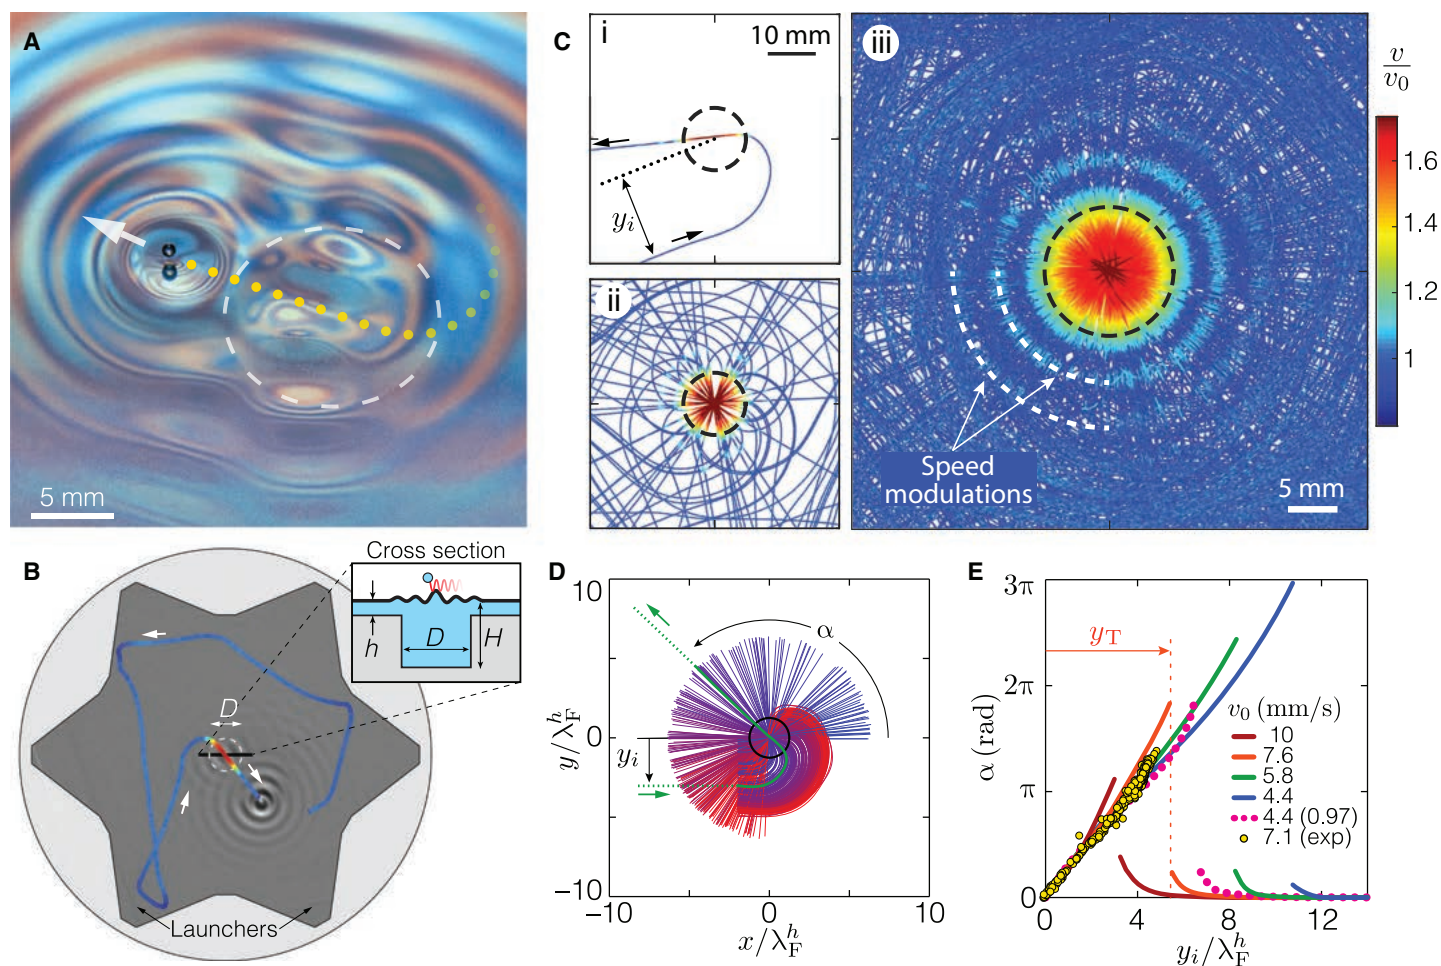 A
5 mm
B
Cross section
h
D
H
D
Launchers
C
i
10 mm
y_i
ii
iii
Speed
modulations
5 mm
v/v_0
1.6
1.4
1.2
1
D
10
0
−10
y/λ_F^h
y_i
α
−10 0 10
x/λ_F^h
E
3π
2π
π
0
α (rad)
y_T
v_0 (mm/s)
10
7.6
5.8
4.4
4.4 (0.97)
7.1 (exp)
0 4 8 12
y_i/λ_F^h